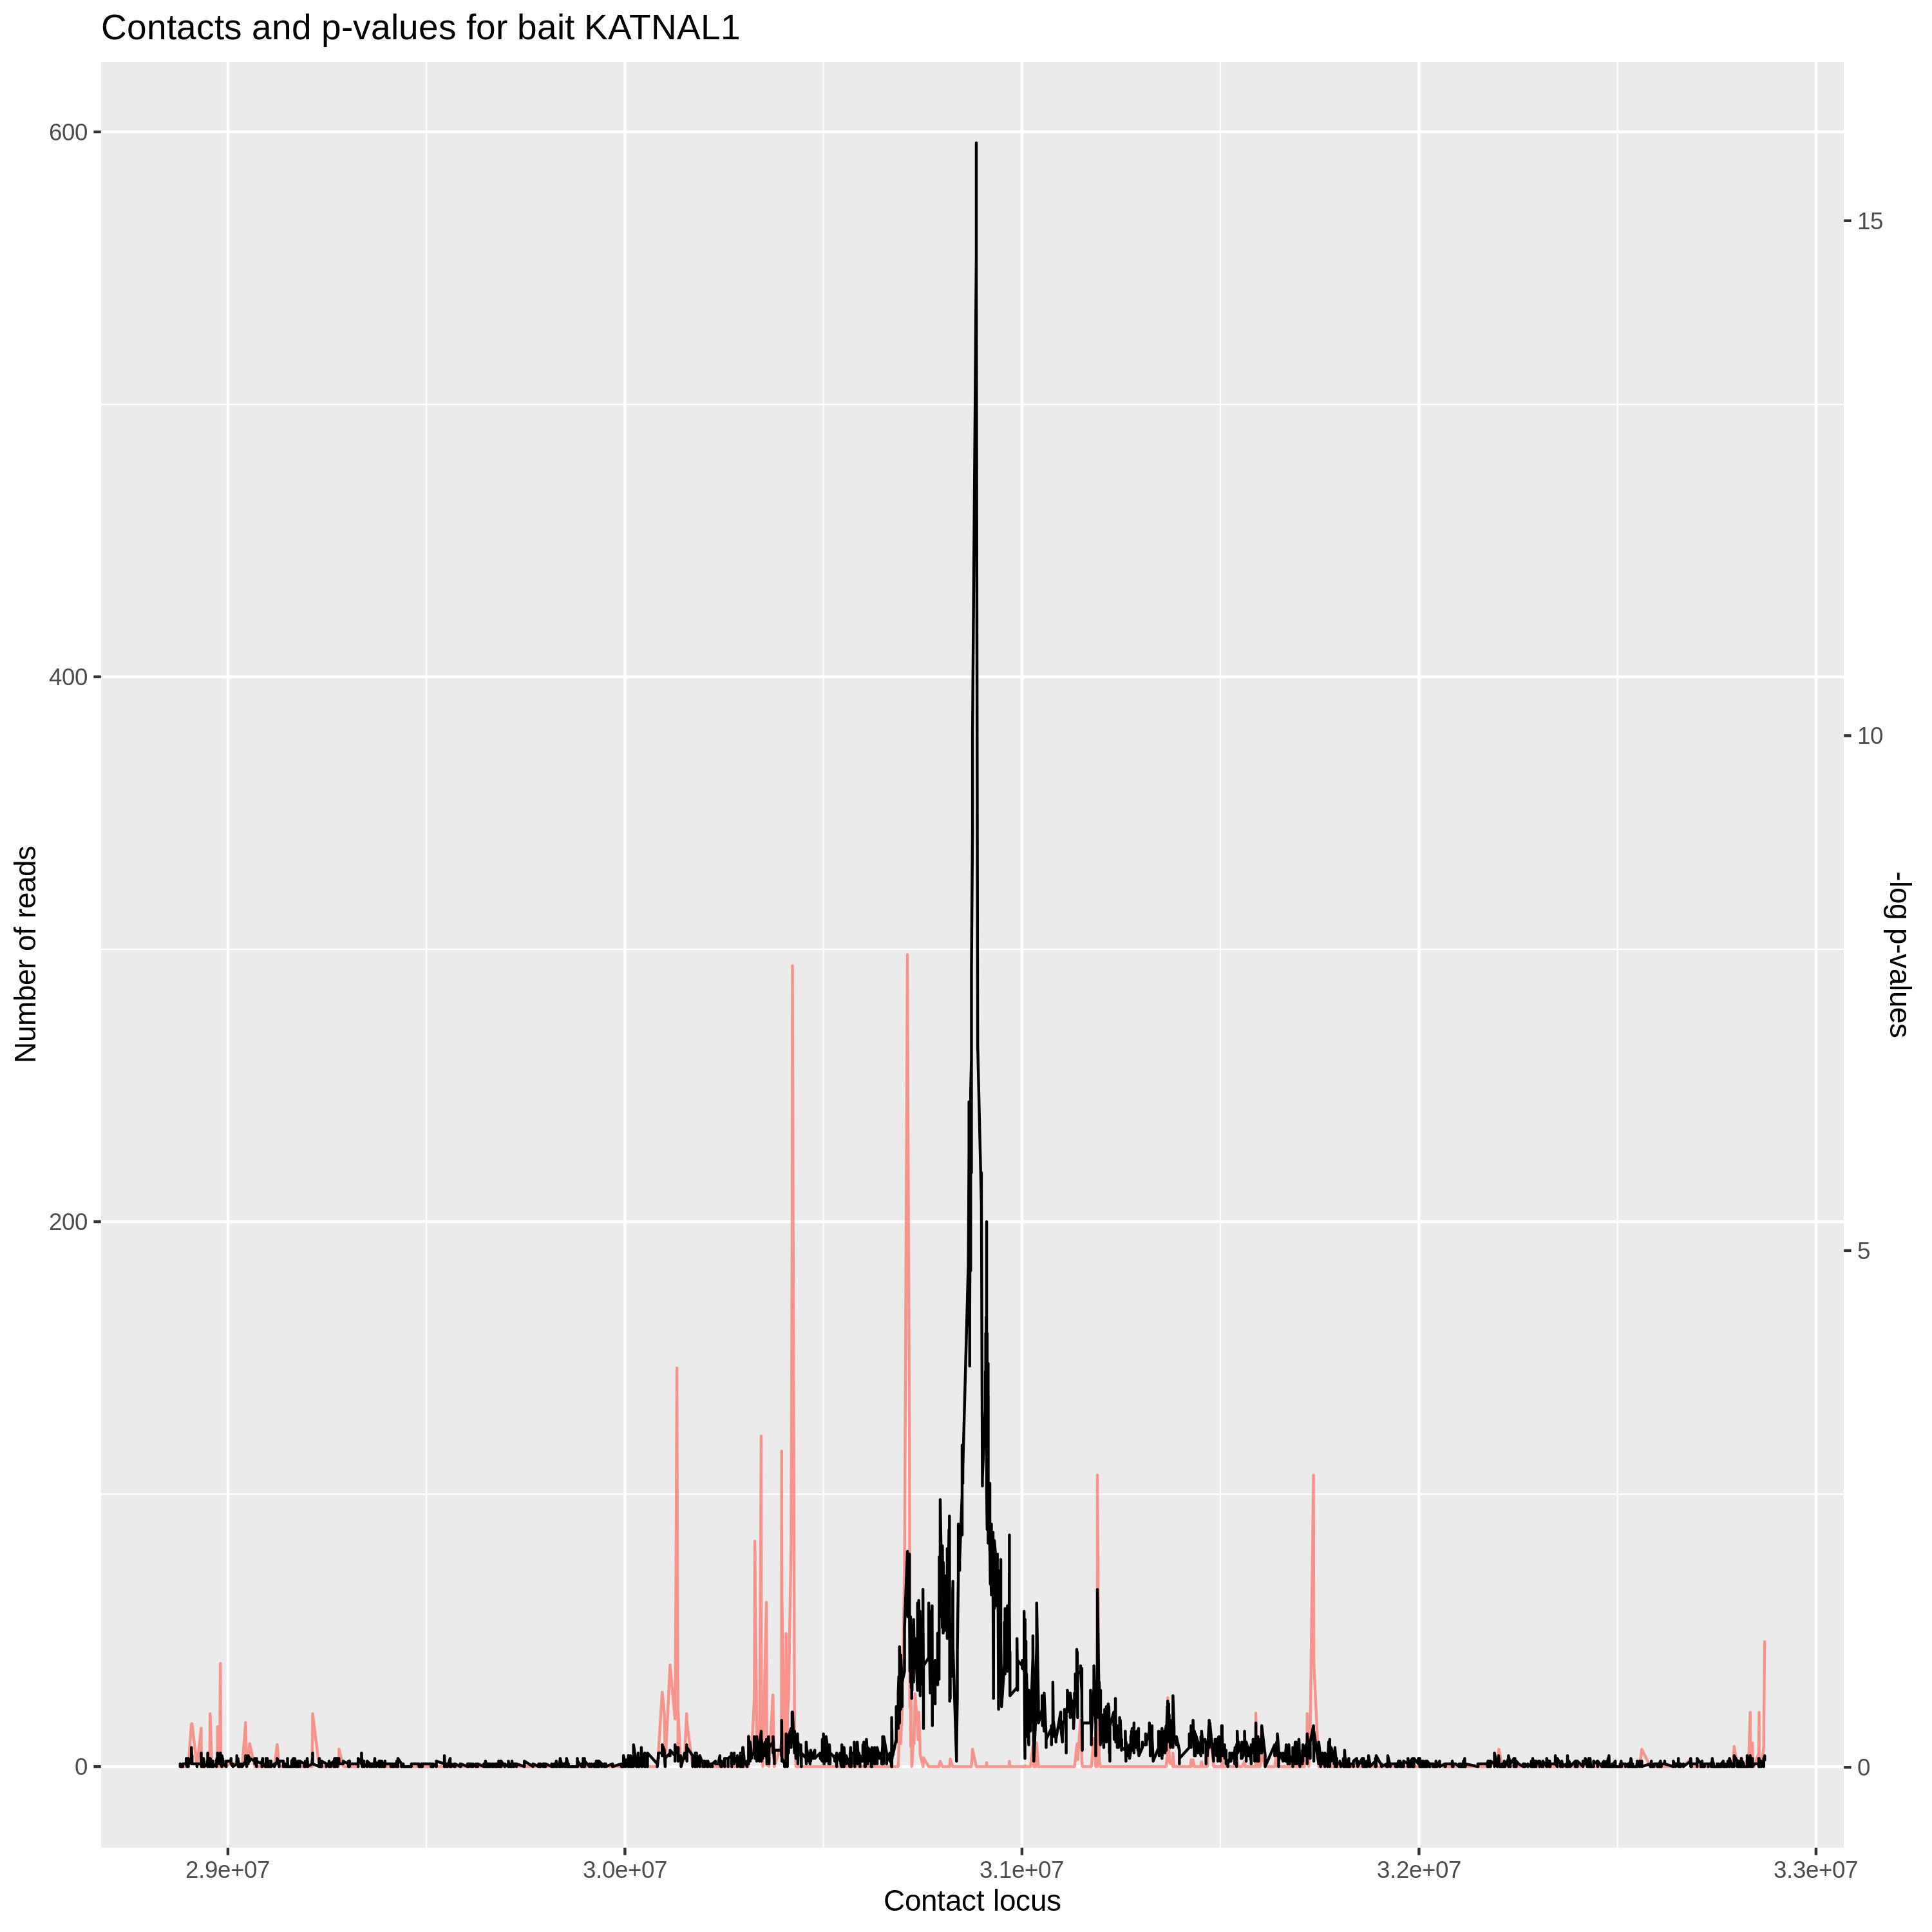 Contacts and p-values for bait KATNAL1
600
400
200
0
Number of reads
15
10
5
0
-log p-values
2.9e+07
3.0e+07
3.1e+07
3.2e+07
3.3e+07
Contact locus